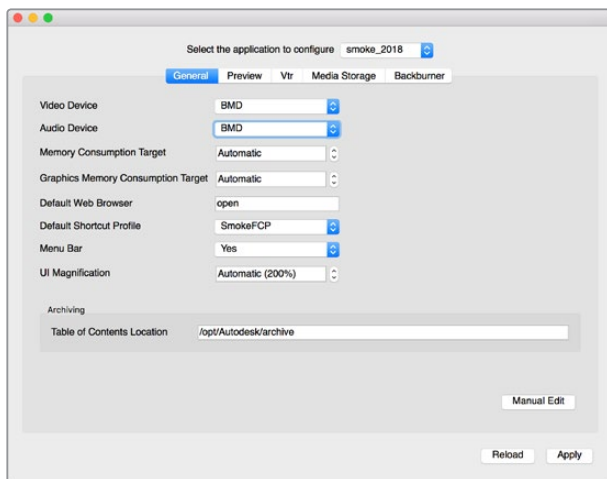 Select the application to configure smoke_2018
General Preview Vtr Media Storage Backburner
Video Device BMD
Audio Device BMD
Memory Consumption Target Automatic
Graphics Memory Consumption Target Automatic
Default Web Browser open
Default Shortcut Profile SmokeFCP
Menu Bar Yes
UI Magnification Automatic (200%)
Archiving
Table of Contents Location /opt/Autodesk/archive
Manual Edit
Reload Apply